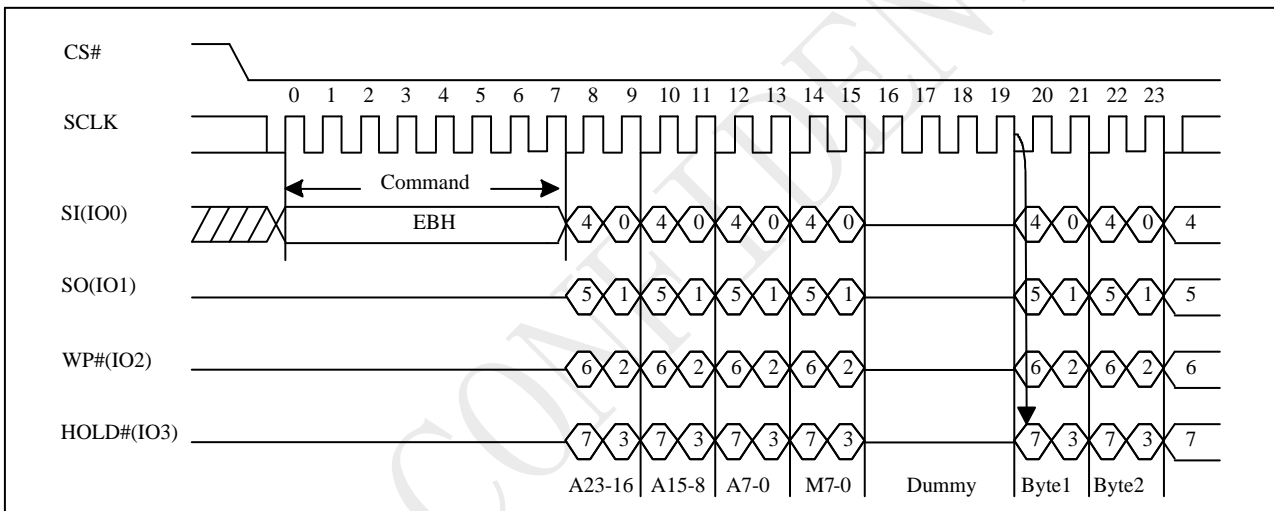 CS#
0 1 2 3 4 5 6 7 8 9 10 11 12 13 14 15 16 17 18 19 20 21 22 23
SCLK
Command
SI(IO0) EBH 4 0 4 0 4 0 4 0 4 0 4 0 4
SO(IO1) 5 1 5 1 5 1 5 1 5 1 5 1 5
WP#(IO2) 6 2 6 2 6 2 6 2 6 2 6 2 6
HOLD#(IO3) 7 3 7 3 7 3 7 3 7 3 7 3 7
A23-16 A15-8 A7-0 M7-0 Dummy Byte1 Byte2
CONFIDEN